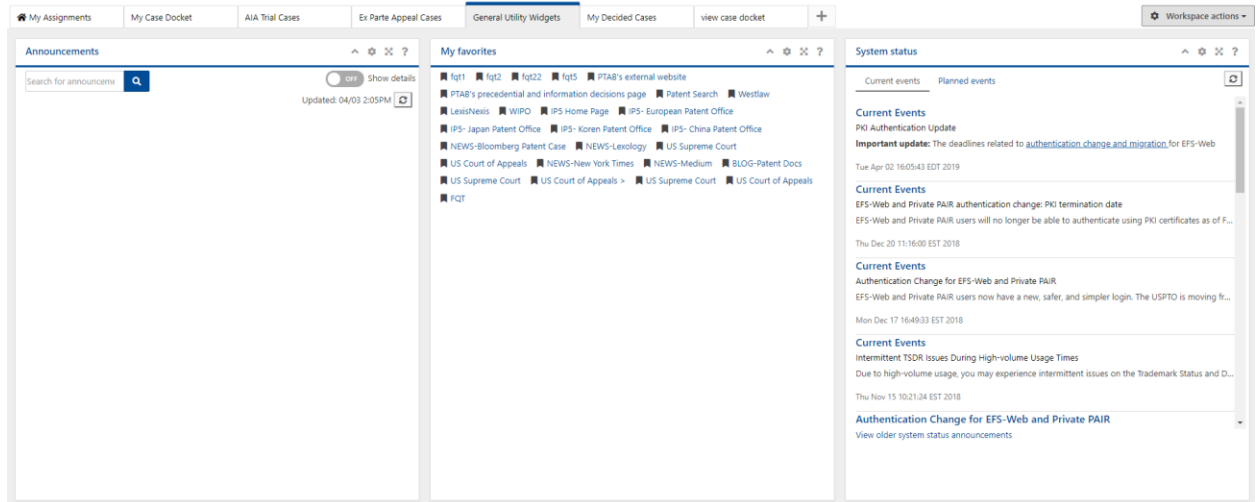 My Assignments
My Case Docket
AIA Trial Cases
Ex Parte Appeal Cases
General Utility Widgets
My Decided Cases
view case docket
+
Workspace actions
Announcements
?
Search for announceme
OFF Show details
Updated: 04/03 2:05PM
My favorites
?
fqt1 fqt2 fqt22 fqt5 PTAB's external website
PTAB's precedential and information decisions page Patent Search Westlaw
LexisNexis WIPO IP5 Home Page IP5- European Patent Office
IP5- Japan Patent Office IP5- Koren Patent Office IP5- China Patent Office
NEWS-Bloomberg Patent Case NEWS-Lexology US Supreme Court
US Court of Appeals NEWS-New York Times NEWS-Medium BLOG-Patent Docs
US Supreme Court US Court of Appeals > US Supreme Court US Court of Appeals
FQT
System status
?
Current events Planned events
Current Events
PKI Authentication Update
Important update: The deadlines related to authentication change and migration for EFS-Web
Tue Apr 02 16:05:43 EDT 2019
Current Events
EFS-Web and Private PAIR authentication change: PKI termination date
EFS-Web and Private PAIR users will no longer be able to authenticate using PKI certificates as of F...
Thu Dec 20 11:16:00 EST 2018
Current Events
Authentication Change for EFS-Web and Private PAIR
EFS-Web and Private PAIR users now have a new, safer, and simpler login. The USPTO is moving fr...
Mon Dec 17 16:49:33 EST 2018
Current Events
Intermittent TSDR Issues During High-volume Usage Times
Due to high-volume usage, you may experience intermittent issues on the Trademark Status and D...
Thu Nov 15 10:21:24 EST 2018
Authentication Change for EFS-Web and Private PAIR
View older system status announcements